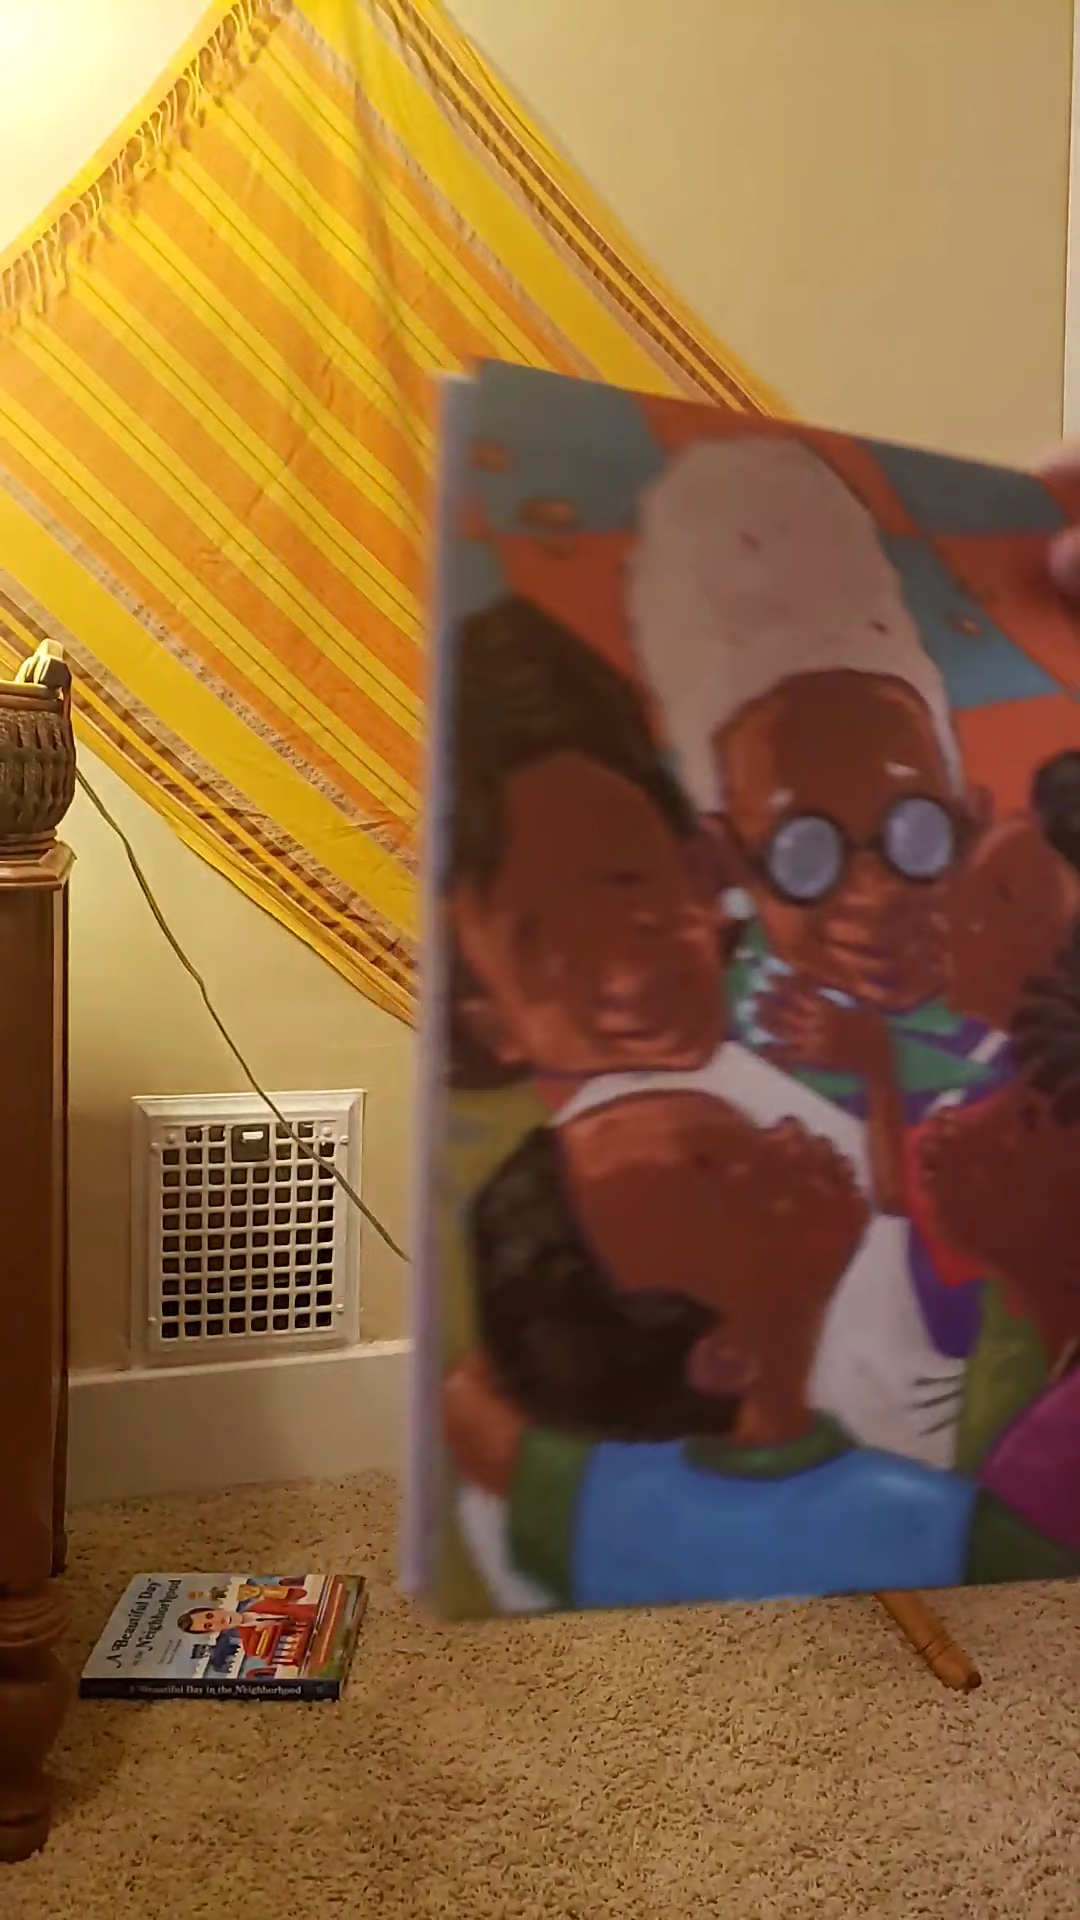 A Beautiful Day
in the
Neighborhood
A Beautiful Day in the Neighborhood